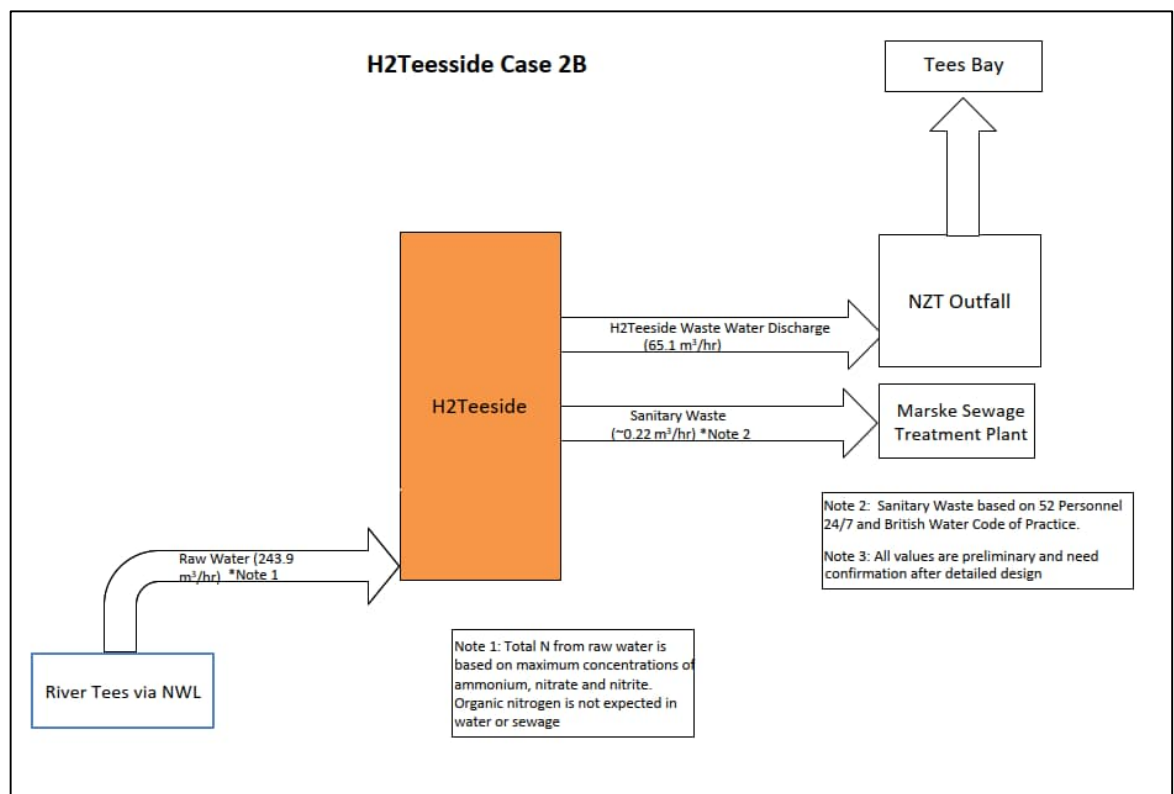 H2Teesside Case 2B
Tees Bay
NZT Outfall
H2Teeside Waste Water Discharge
(65.1 m³/hr)
H2Teeside
Sanitary Waste
(~0.22 m³/hr) *Note 2
Marske Sewage
Treatment Plant
Note 2: Sanitary Waste based on 52 Personnel
24/7 and British Water Code of Practice.
Note 3: All values are preliminary and need
confirmation after detailed design
Raw Water (243.9
m³/hr) *Note 1
Note 1: Total N from raw water is
based on maximum concentrations of
ammonium, nitrate and nitrite.
Organic nitrogen is not expected in
water or sewage
River Tees via NWL